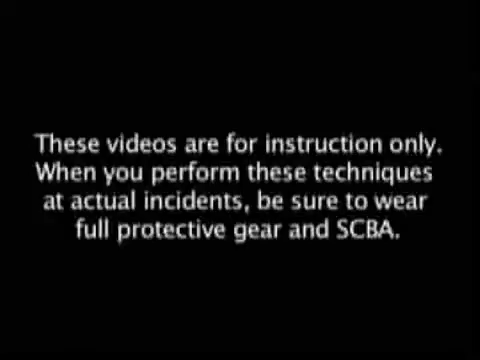 These videos are for instruction only.
When you perform these techniques
at actual incidents, be sure to wear
full protective gear and SCBA.